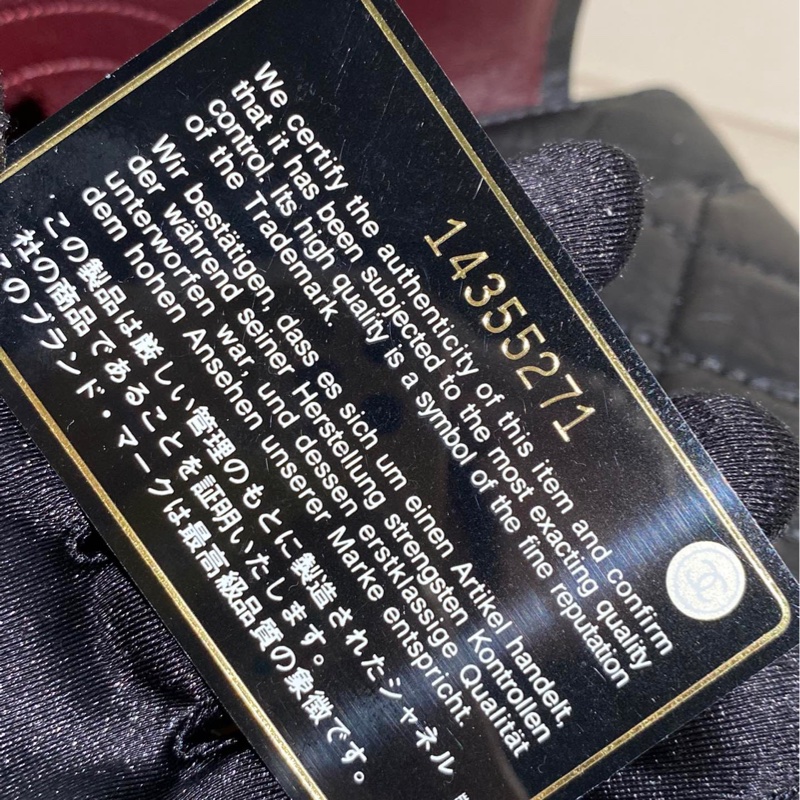 14355271
We certify the authenticity of this item and confirm
that it has been subjected to the most exacting quality
control. Its high quality is a symbol of the fine reputation
of the Trademark.
Wir bestätigen, dass es sich um einen Artikel handelt
der während seiner Herstellung strengsten Kontrollen
unterworfen war, und dessen erstklassige Qualität
dem hohen Ansehen unserer Marke entspricht.
この製品は厳しい管理のもとに製造されたシャネル
社の商品であることを証明いたします。
このブランド・マークは最高級品質の象徴です。